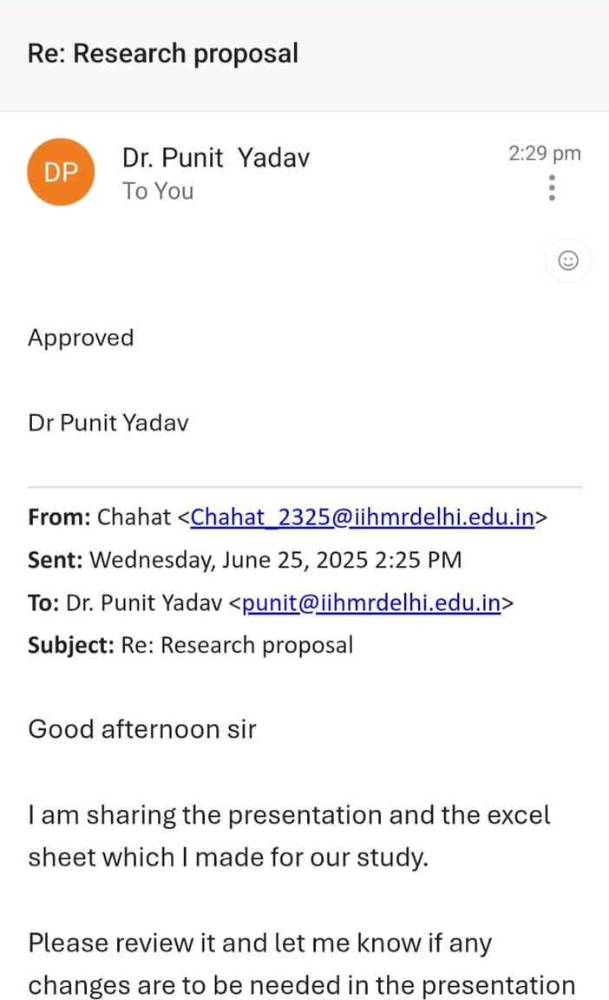 Re: Research proposal
DP
Dr. Punit Yadav
2:29 pm
To You
Approved
Dr Punit Yadav
From: Chahat <Chahat_2325@iihmrdelhi.edu.in>
Sent: Wednesday, June 25, 2025 2:25 PM
To: Dr. Punit Yadav <punit@iihmrdelhi.edu.in>
Subject: Re: Research proposal
Good afternoon sir
I am sharing the presentation and the excel
sheet which I made for our study.
Please review it and let me know if any
changes are to be needed in the presentation